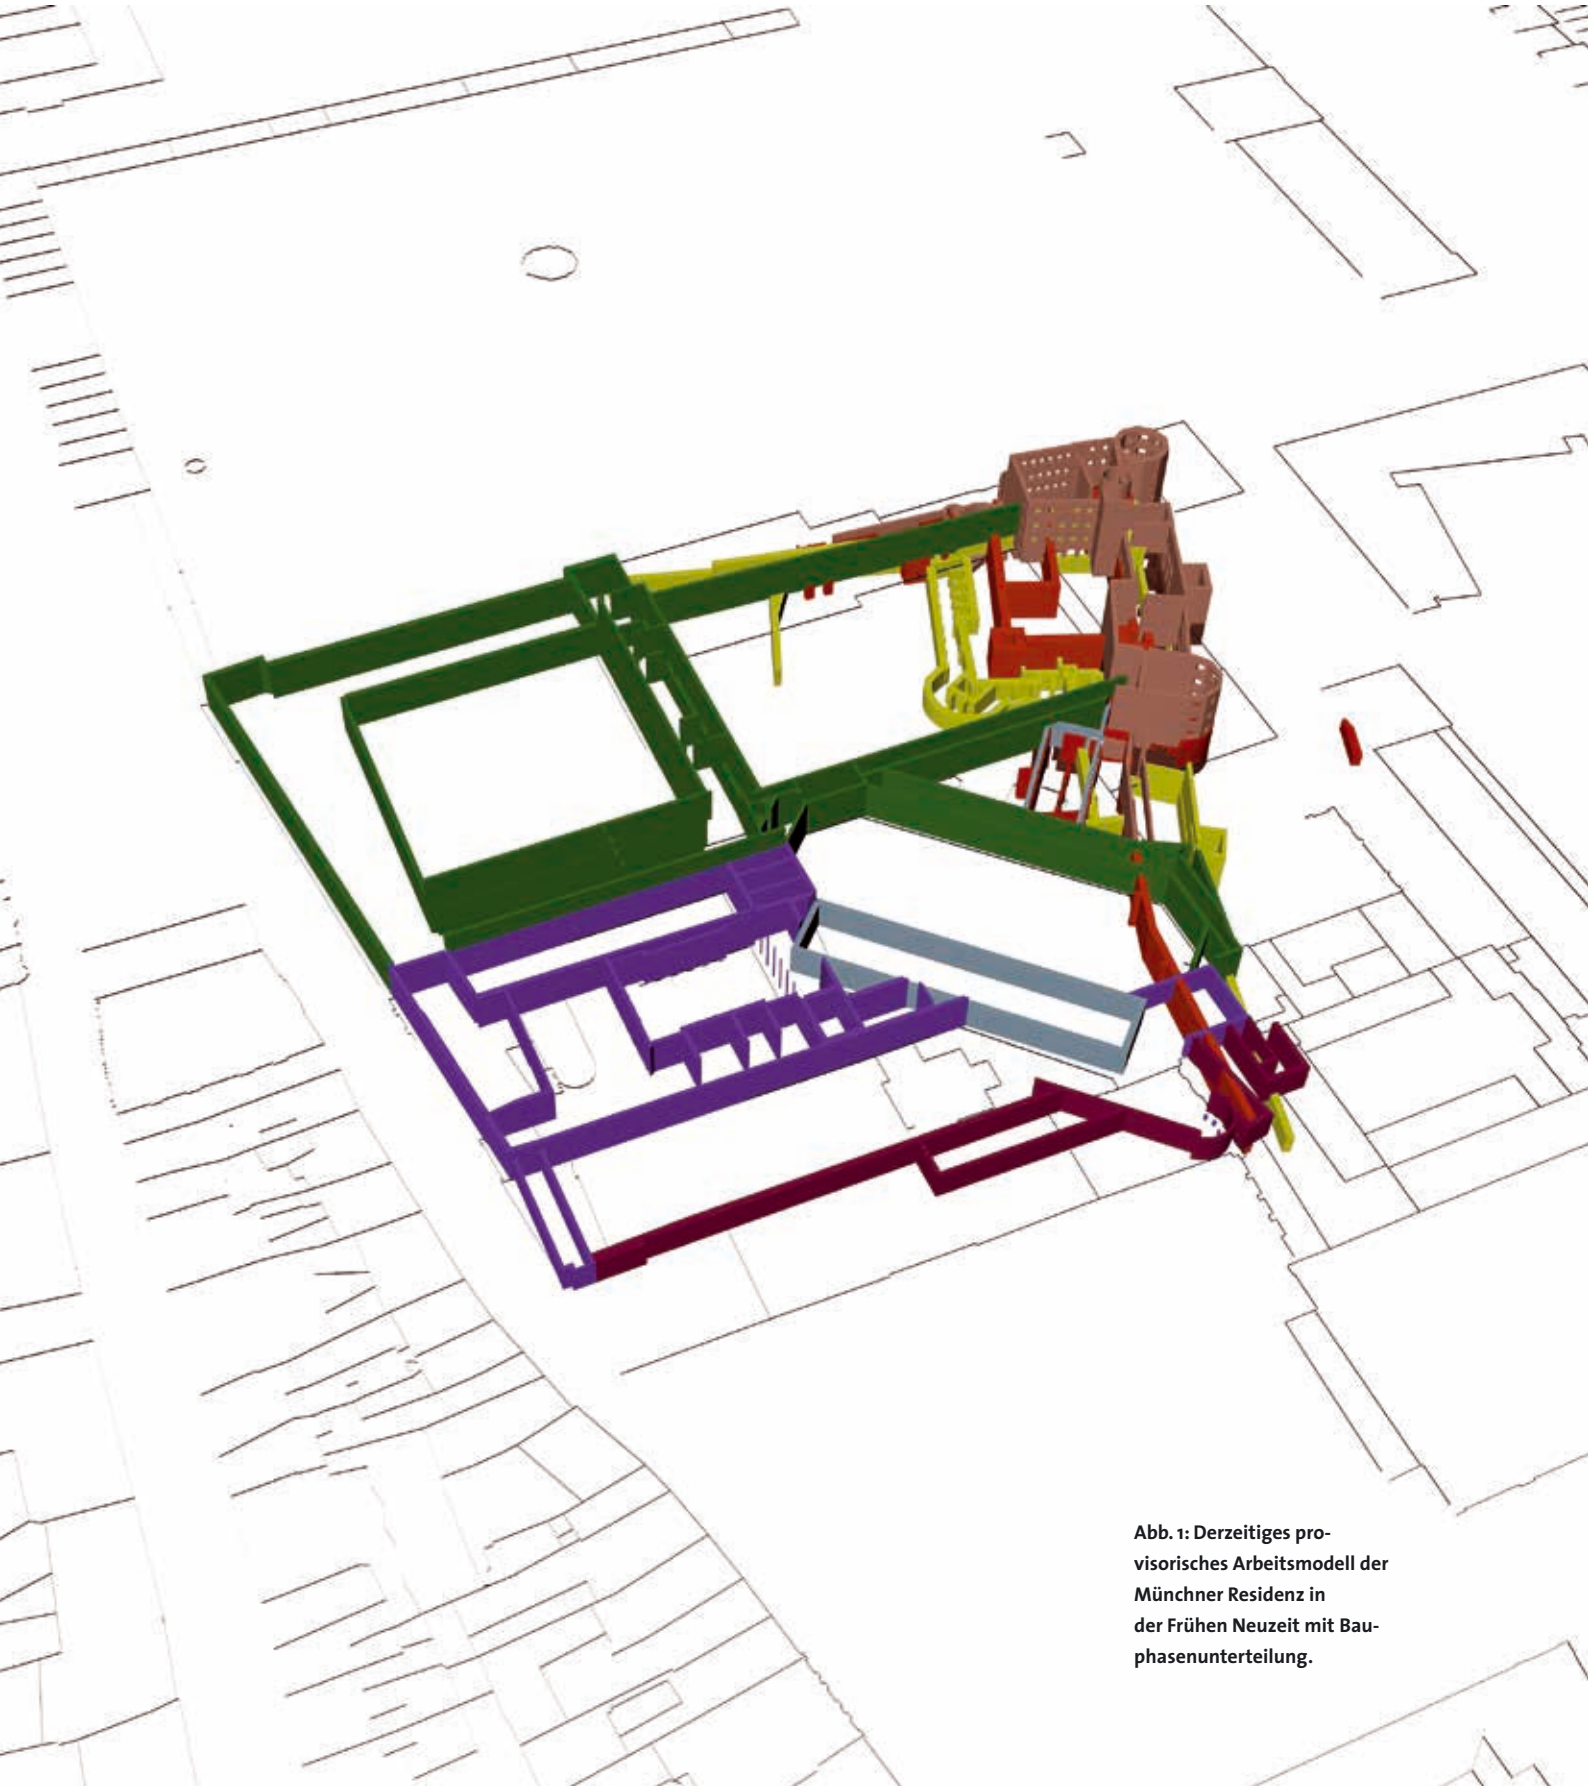 Abb. 1: Derzeitiges pro-
visorisches Arbeitsmodell der
Münchner Residenz in
der Frühen Neuzeit mit Bau-
phasenunterteilung.